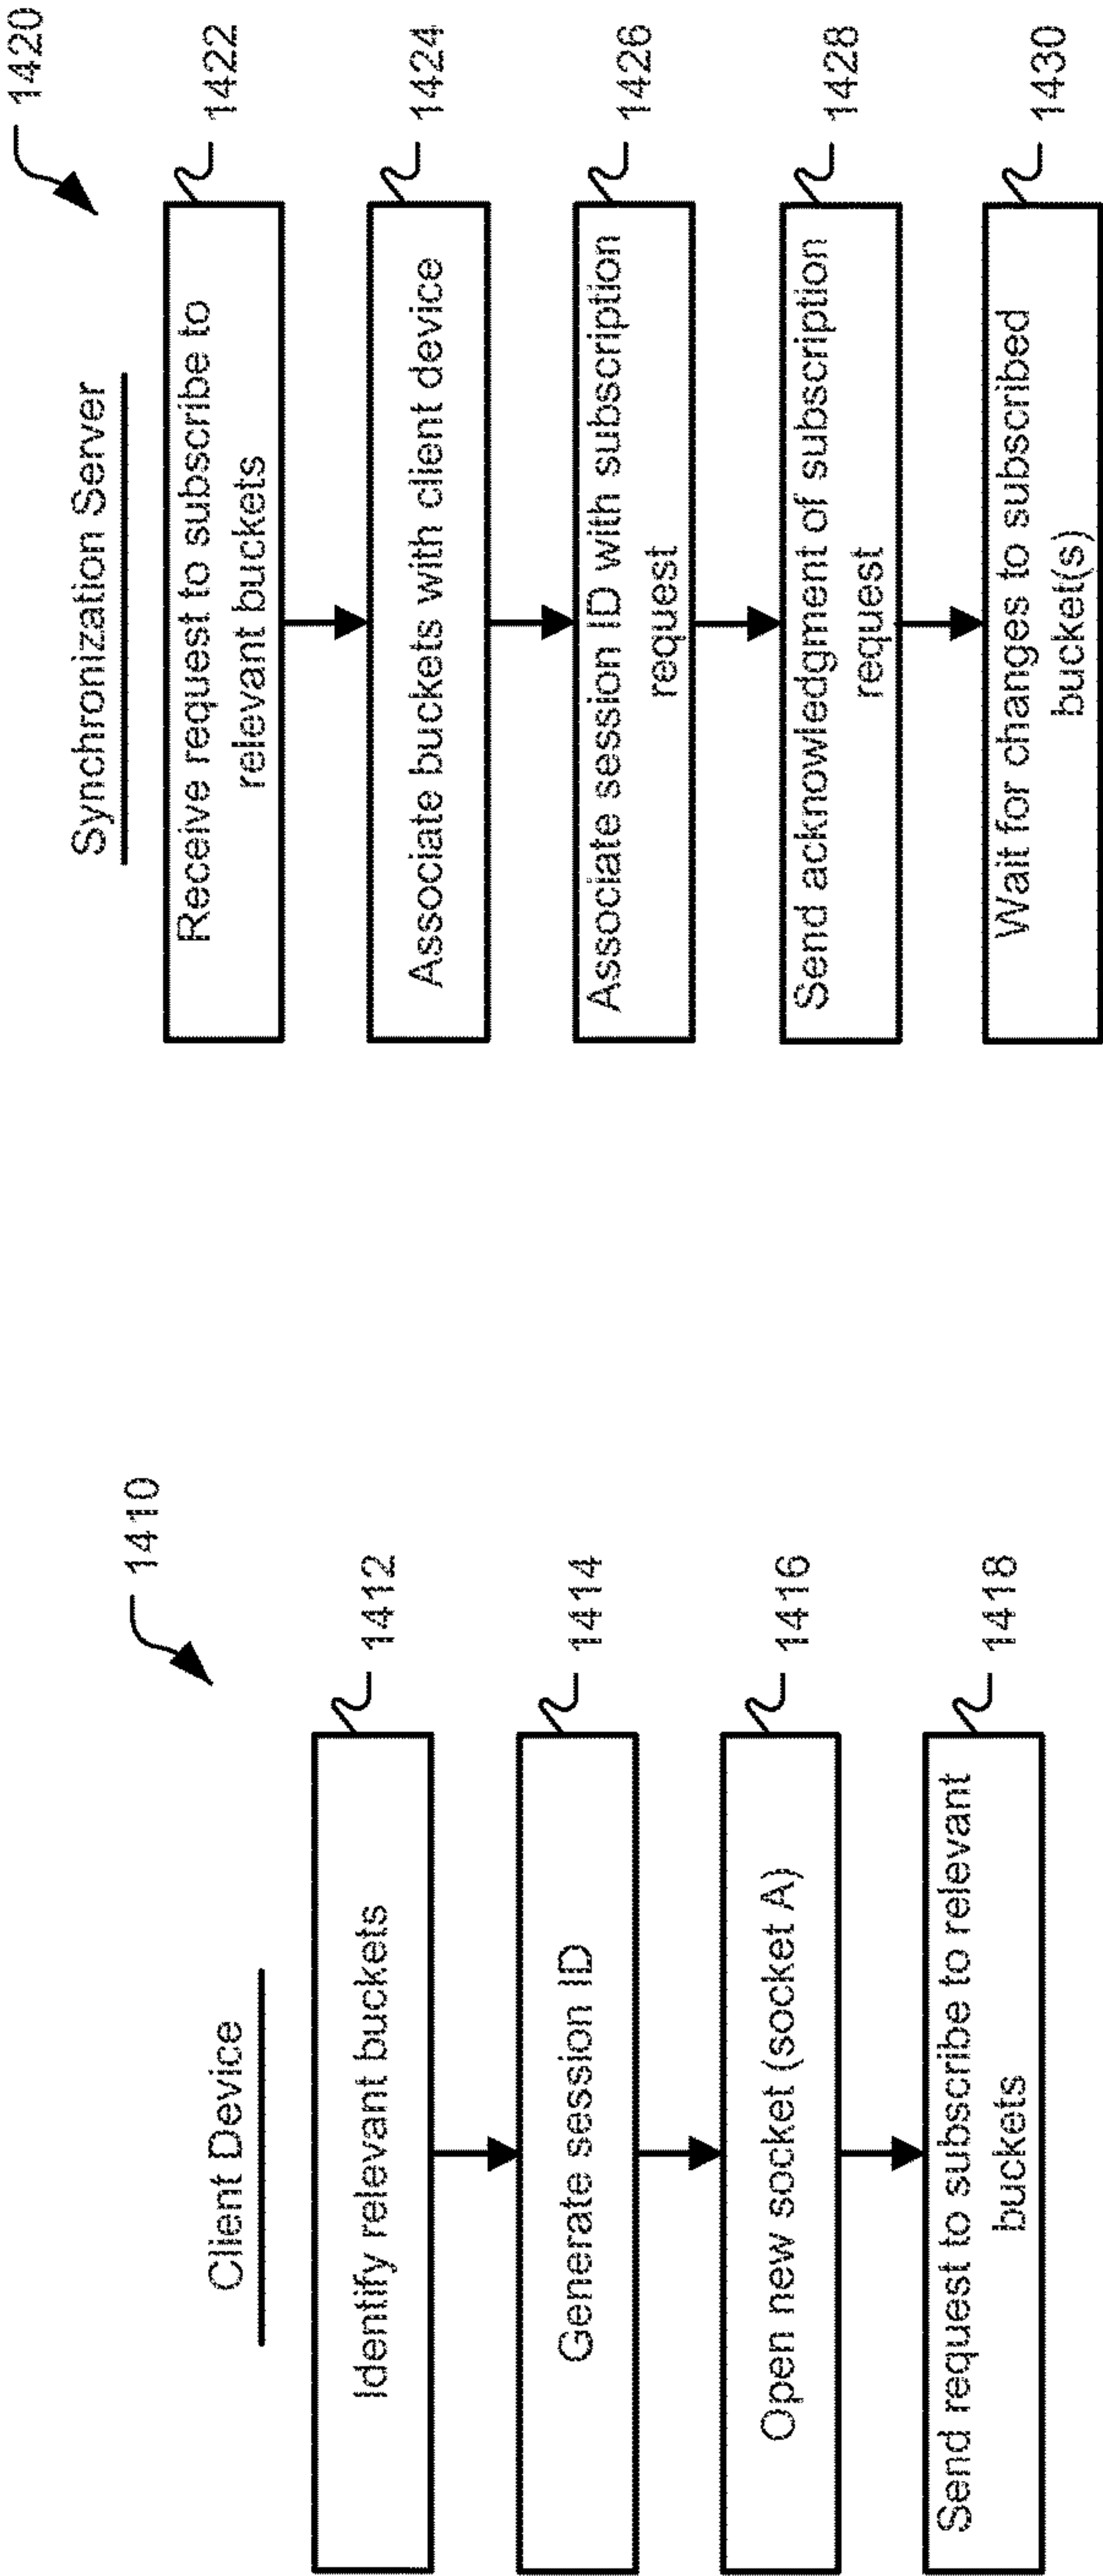 Client Device
1410
Identify relevant buckets
1412
Generate session ID
1414
Open new socket (socket A)
1416
Send request to subscribe to relevant
buckets
1418
Synchronization Server
1420
Receive request to subscribe to
relevant buckets
1422
Associate buckets with client device
1424
Associate session ID with subscription
request
1426
Send acknowledgment of subscription
request
1428
Wait for changes to subscribed
bucket(s)
1430